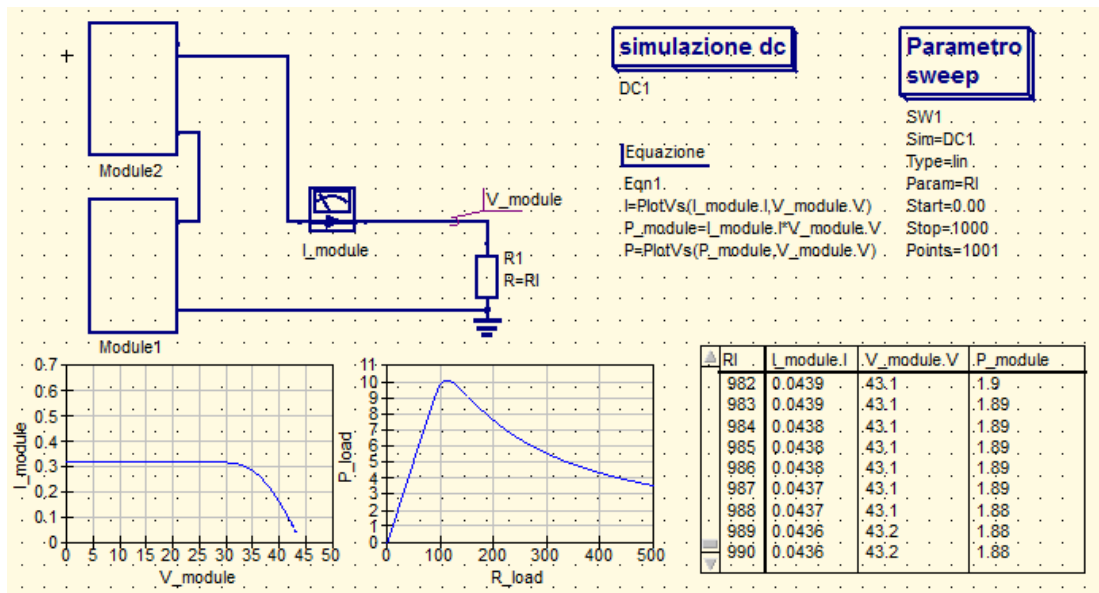 Module2
Module1
I_module
V_module
R1
R=Rl
simulazione dc
DC1
Equazione
Eqn1
I=PlotVs(I_module.I,V_module.V)
P_module=I_module.I*V_module.V
P=PlotVs(P_module,V_module.V)
Parametro
sweep
SW1
Sim=DC1
Type=lin
Param=Rl
Start=0.00
Stop=1000
Points=1001
0.7
0.6
0.5
0.4
0.3
0.2
0.1
0
I_module
0 5 10 15 20 25 30 35 40 45 50
V_module
11
10
9
8
7
6
5
4
3
2
1
0
P_load
0 100 200 300 400 500
R_load
Rl I_module.I V_module.V P_module
982 0.0439 43.1 1.9
983 0.0439 43.1 1.89
984 0.0438 43.1 1.89
985 0.0438 43.1 1.89
986 0.0438 43.1 1.89
987 0.0437 43.1 1.89
988 0.0437 43.1 1.88
989 0.0436 43.2 1.88
990 0.0436 43.2 1.88